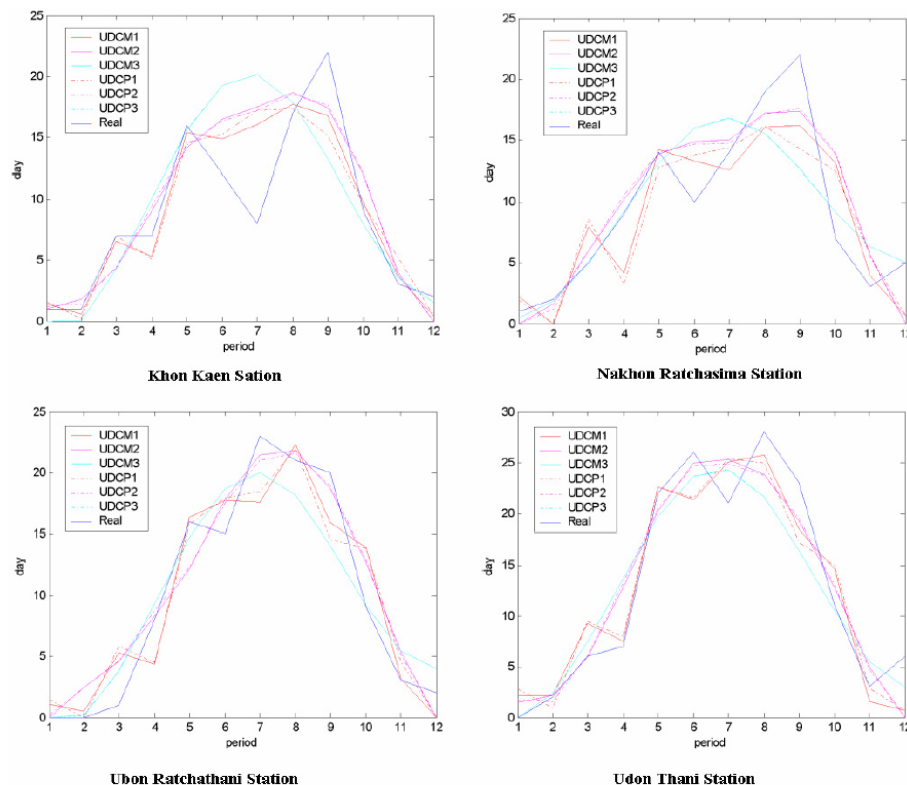 25
20
15
10
5
0
day
UDCM1
UDCM2
UDCM3
UDCP1
UDCP2
UDCP3
Real
1 2 3 4 5 6 7 8 9 10 11 12
period
Khon Kaen Sation
25
20
15
10
5
0
day
UDCM1
UDCM2
UDCM3
UDCP1
UDCP2
UDCP3
Real
1 2 3 4 5 6 7 8 9 10 11 12
period
Nakhon Ratchasima Station
25
20
15
10
5
0
day
UDCM1
UDCM2
UDCM3
UDCP1
UDCP2
UDCP3
Real
1 2 3 4 5 6 7 8 9 10 11 12
period
Ubon Ratchathani Station
30
25
20
15
10
5
0
day
UDCM1
UDCM2
UDCM3
UDCP1
UDCP2
UDCP3
Real
1 2 3 4 5 6 7 8 9 10 11 12
period
Udon Thani Station